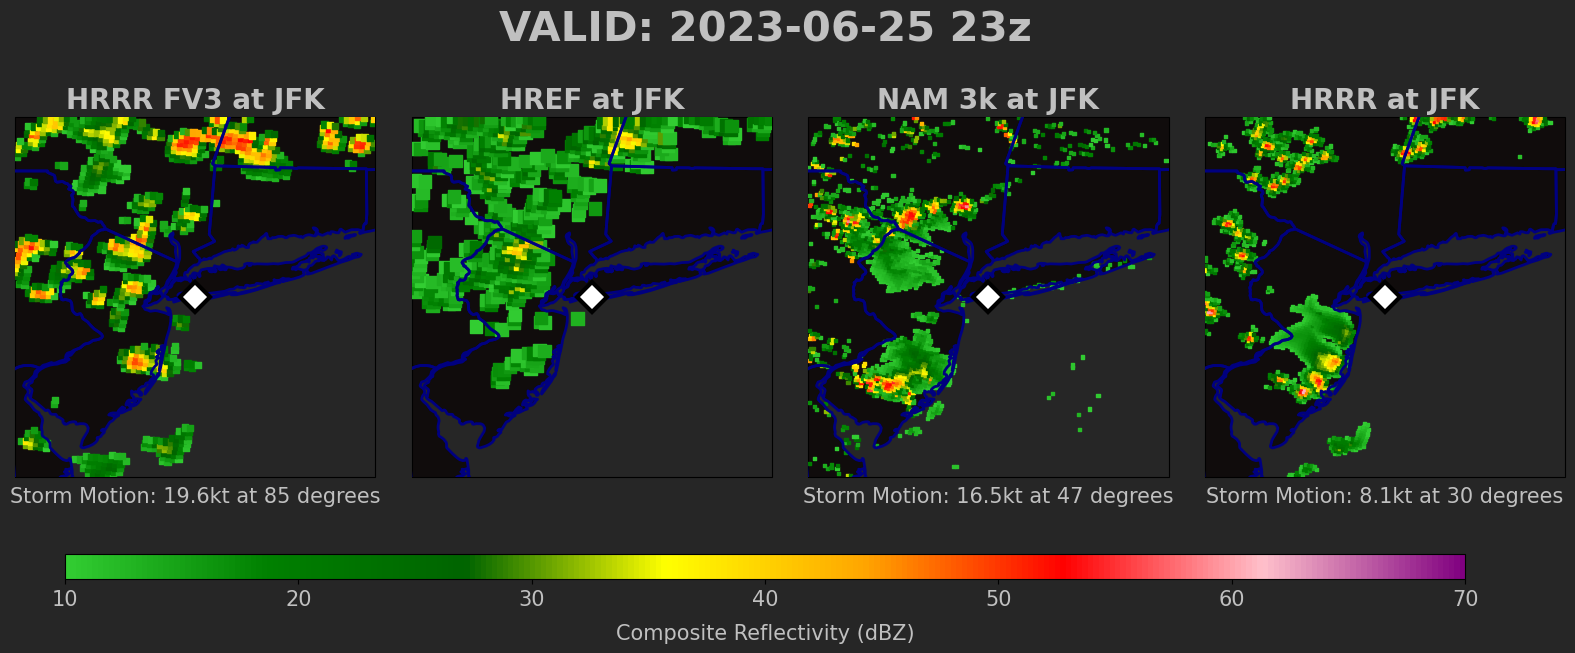 VALID: 2023-06-25 23z
HRRR FV3 at JFK
HREF at JFK
NAM 3k at JFK
HRRR at JFK
Storm Motion: 19.6kt at 85 degrees
Storm Motion: 16.5kt at 47 degrees
Storm Motion: 8.1kt at 30 degrees
10 20 30 40 50 60 70
Composite Reflectivity (dBZ)